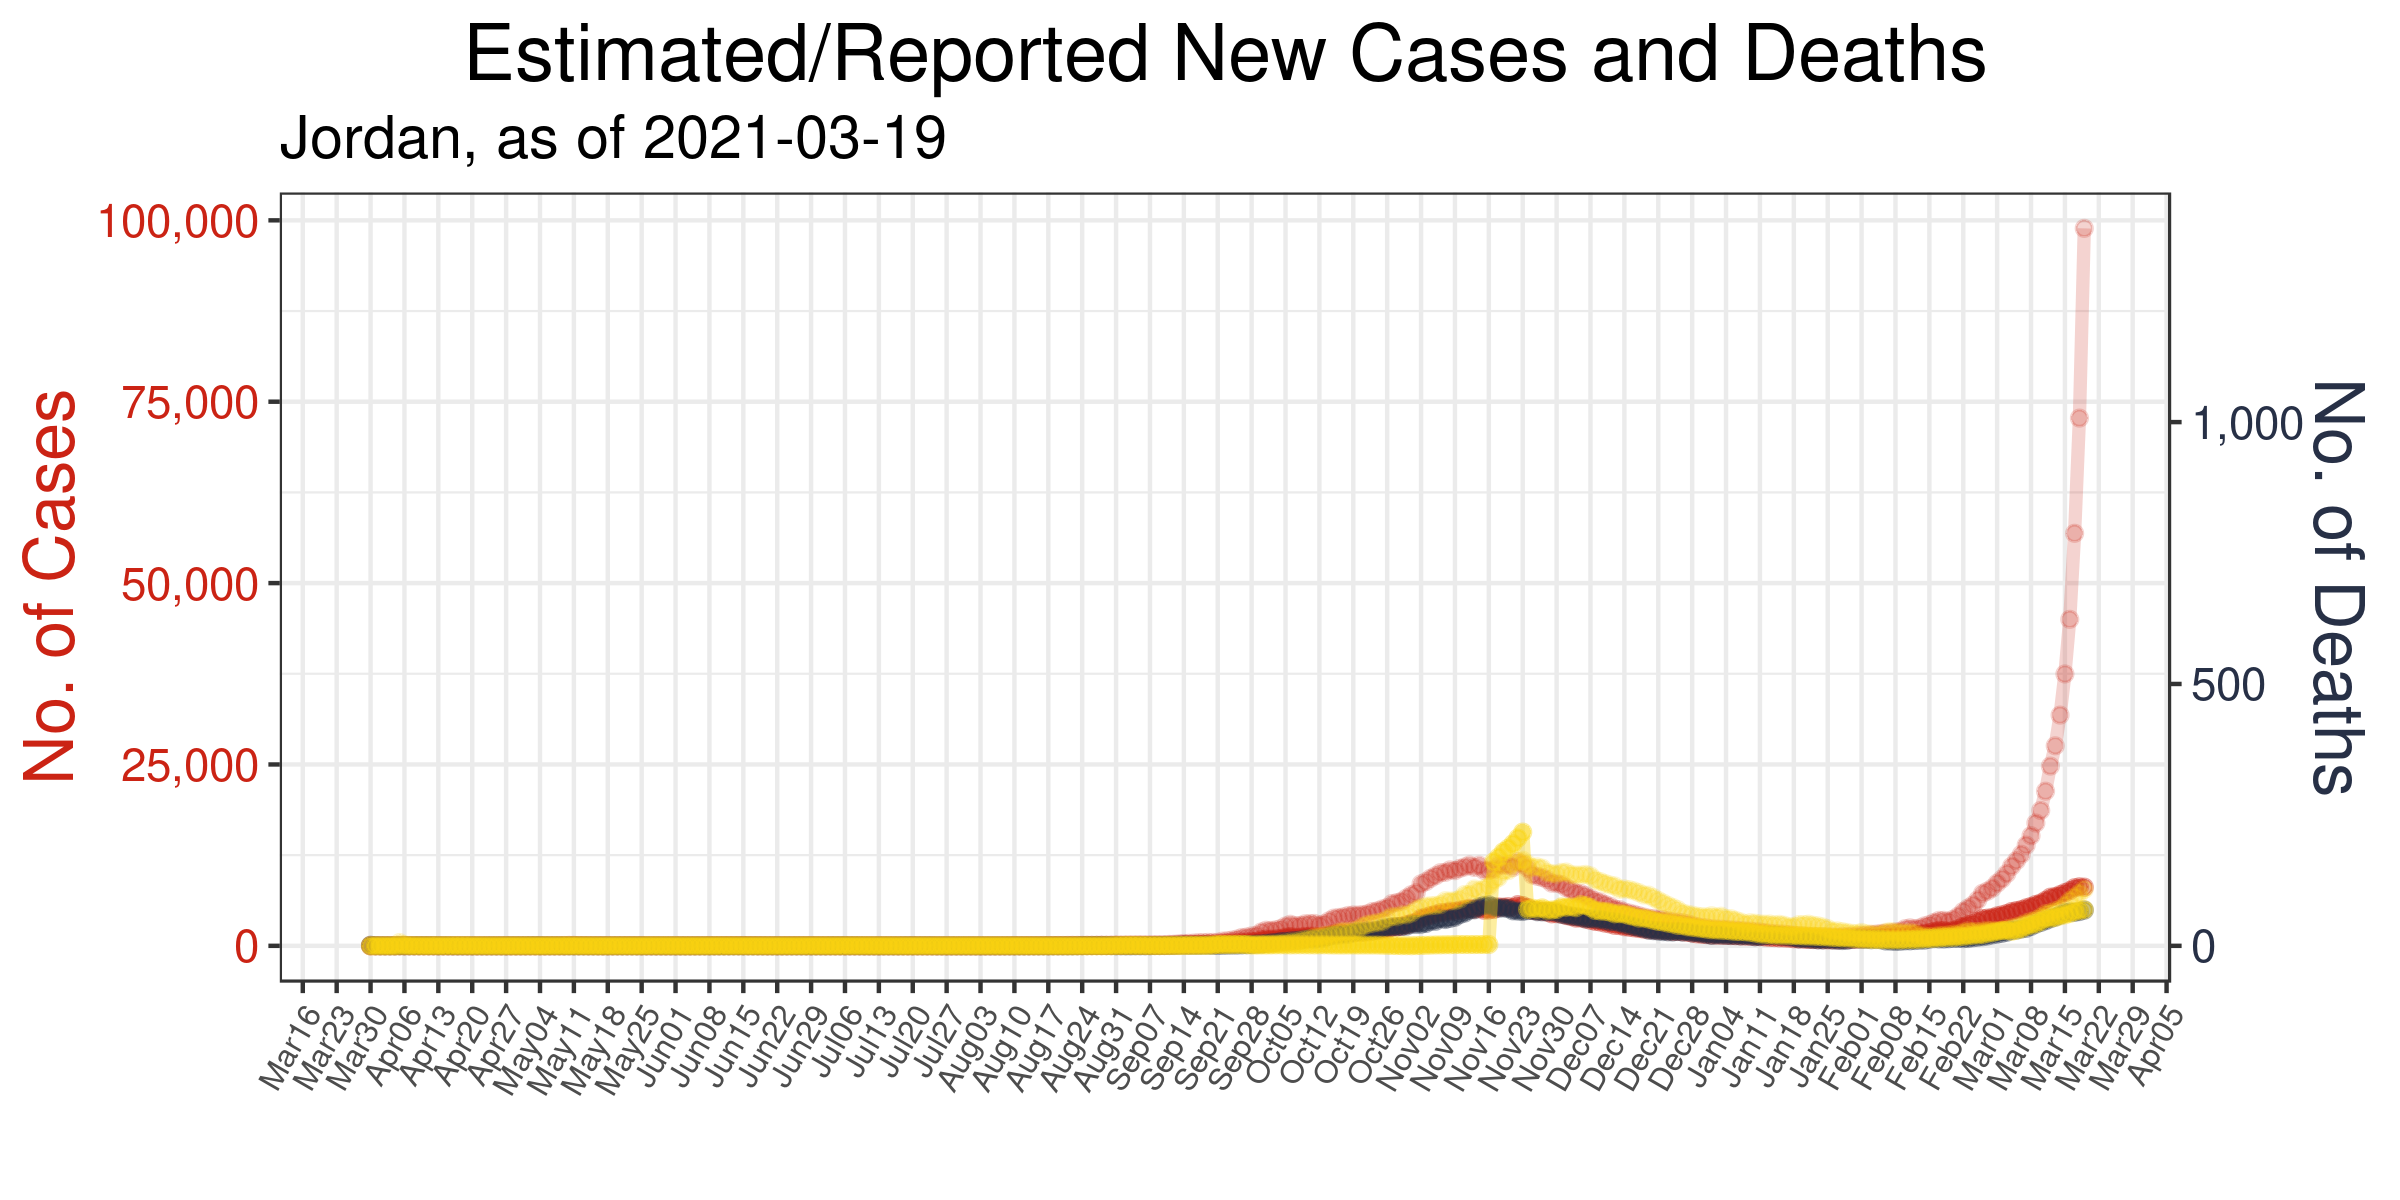 Estimated/Reported New Cases and Deaths
Jordan, as of 2021-03-19
No. of Cases
100,000
75,000
50,000
25,000
0
1,000
500
0
No. of Deaths
Mar16
Mar23
Mar30
Apr06
Apr13
Apr20
Apr27
May04
May11
May18
May25
Jun01
Jun08
Jun15
Jun22
Jun29
Jul06
Jul13
Jul20
Jul27
Aug03
Aug10
Aug17
Aug24
Aug31
Sep07
Sep14
Sep21
Sep28
Oct05
Oct12
Oct19
Oct26
Nov02
Nov09
Nov16
Nov23
Nov30
Dec07
Dec14
Dec21
Dec28
Jan04
Jan11
Jan18
Jan25
Feb01
Feb08
Feb15
Feb22
Mar01
Mar08
Mar15
Mar22
Mar29
Apr05